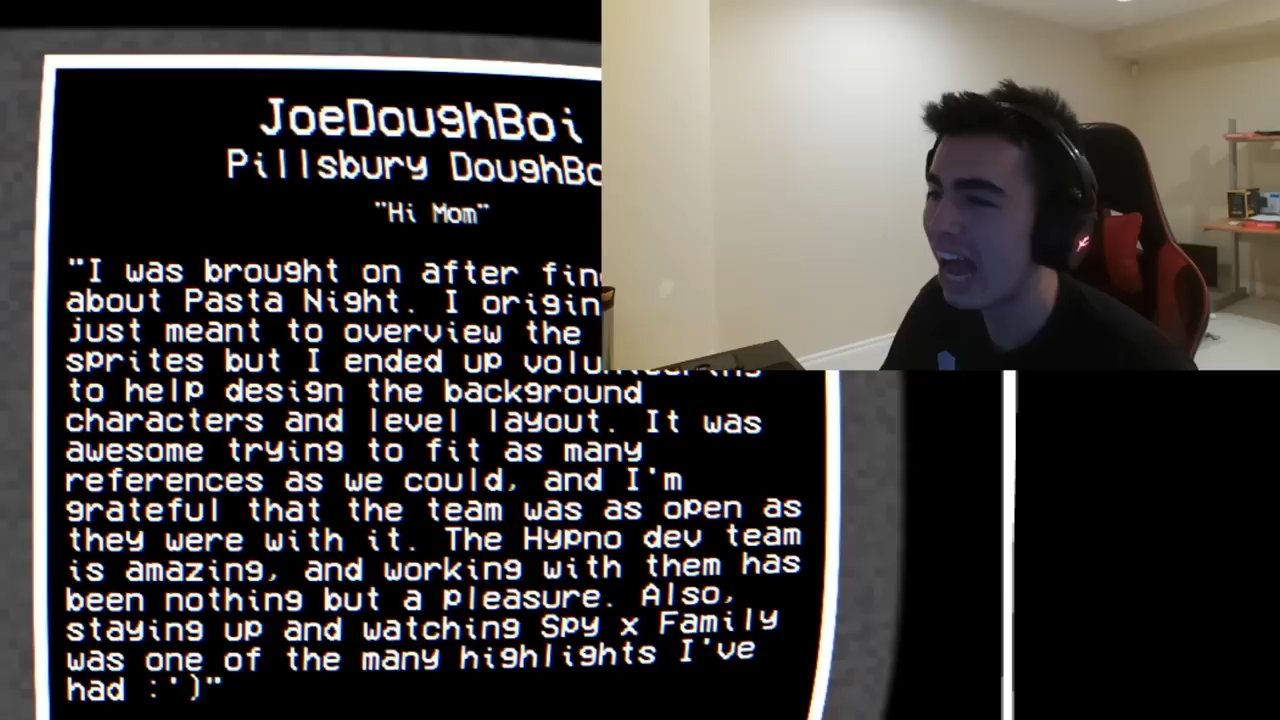 JoeDoughBoi
Pillsbury
"Hi Mom"
"I was brought on after
about Pasta Night. I
just meant to overview the
sprites but I ended up
to help design the background
characters and level layout. It was
awesome trying to fit as many
references as we could, and I'm
grateful that the team was as open as
they were with it. The Hypno dev team
is amazing, and working with them has
been nothing but a pleasure. Also,
staying up and watching Spy x Family
was one of the many highlights I've
had :')"